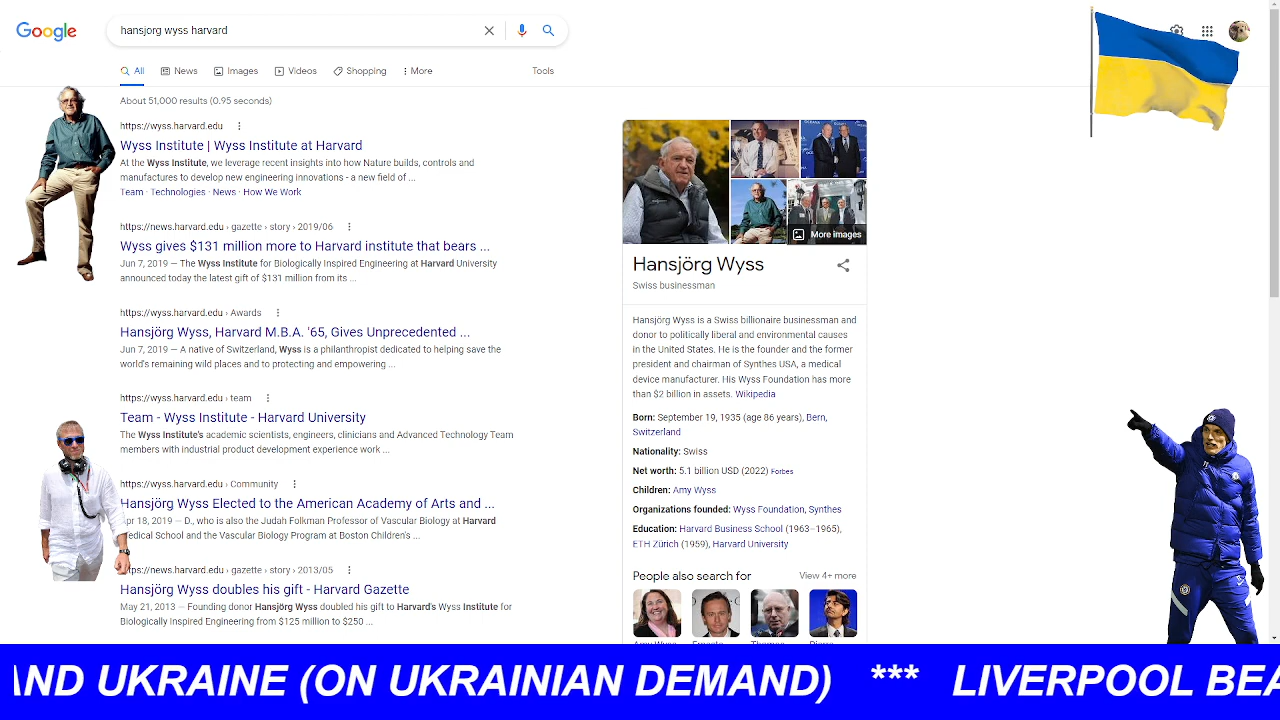 Google
hansjorg wyss harvard
All
News
Images
Videos
Shopping
More
Tools
About 51,000 results (0.95 seconds)
https://wyss.harvard.edu
Wyss Institute | Wyss Institute at Harvard
At the Wyss Institute, we leverage recent insights into how Nature builds, controls and
manufactures to develop new engineering innovations - a new field of ...
Team · Technologies · News · How We Work
https://news.harvard.edu › gazette › story › 2019/06
Wyss gives $131 million more to Harvard institute that bears ...
Jun 7, 2019 — The Wyss Institute for Biologically Inspired Engineering at Harvard University
announced today the latest gift of $131 million from its ...
https://wyss.harvard.edu › Awards
Hansjörg Wyss, Harvard M.B.A. '65, Gives Unprecedented ...
Jun 7, 2019 — A native of Switzerland, Wyss is a philanthropist dedicated to helping save the
world's remaining wild places and to protecting and empowering ...
https://wyss.harvard.edu › team
Team - Wyss Institute - Harvard University
The Wyss Institute's academic scientists, engineers, clinicians and Advanced Technology Team
members with industrial product development experience work ...
https://wyss.harvard.edu › Community
Hansjörg Wyss Elected to the American Academy of Arts and ...
Apr 18, 2019 — D., who is also the Judah Folkman Professor of Vascular Biology at Harvard
Medical School and the Vascular Biology Program at Boston Children's ...
https://news.harvard.edu › gazette › story › 2013/05
Hansjörg Wyss doubles his gift - Harvard Gazette
May 21, 2013 — Founding donor Hansjörg Wyss doubled his gift to Harvard's Wyss Institute for
Biologically Inspired Engineering from $125 million to $250 ...
More images
Hansjörg Wyss
Swiss businessman
Hansjörg Wyss is a Swiss billionaire businessman and
donor to politically liberal and environmental causes
in the United States. He is the founder and the former
president and chairman of Synthes USA, a medical
device manufacturer. His Wyss Foundation has more
than $2 billion in assets. Wikipedia
Born: September 19, 1935 (age 86 years), Bern,
Switzerland
Nationality: Swiss
Net worth: 5.1 billion USD (2022) Forbes
Children: Amy Wyss
Organizations founded: Wyss Foundation, Synthes
Education: Harvard Business School (1963–1965),
ETH Zürich (1959), Harvard University
People also search for
View 4+ more
AND UKRAINE (ON UKRAINIAN DEMAND) *** LIVERPOOL BEA